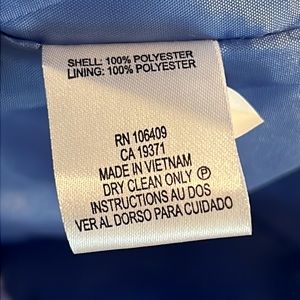 SHELL: 100% POLYESTER
LINING: 100% POLYESTER
RN 106409
CA 19371
MADE IN VIETNAM
DRY CLEAN ONLY Ⓟ
INSTRUCTIONS AU DOS
VER AL DORSO PARA CUIDADO